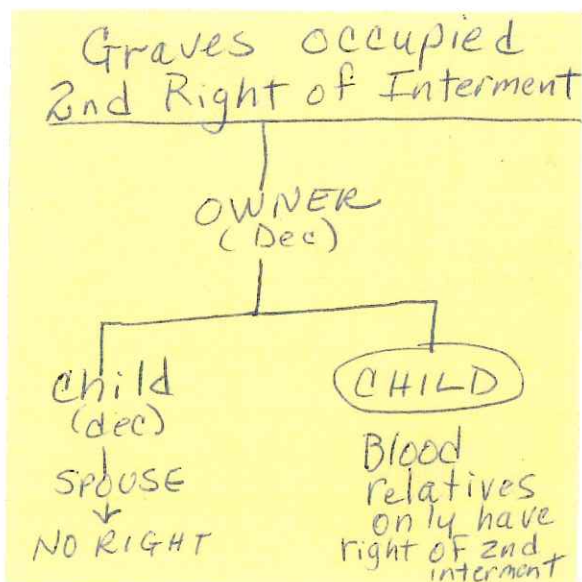 Graves occupied
2nd Right of Interment
OWNER
(Dec)
child
(dec)
SPOUSE
NO RIGHT
CHILD
Blood
relatives
only have
right of 2nd
interment